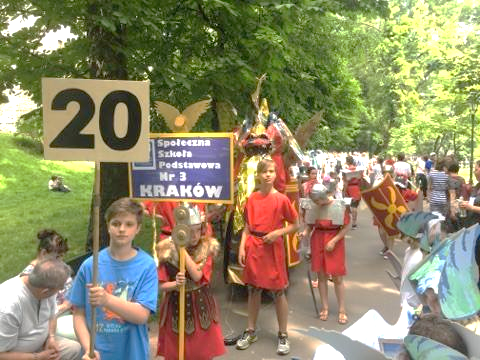 20
Społeczna
Szkoła
Podstawowa
Nr 3
KRAKÓW